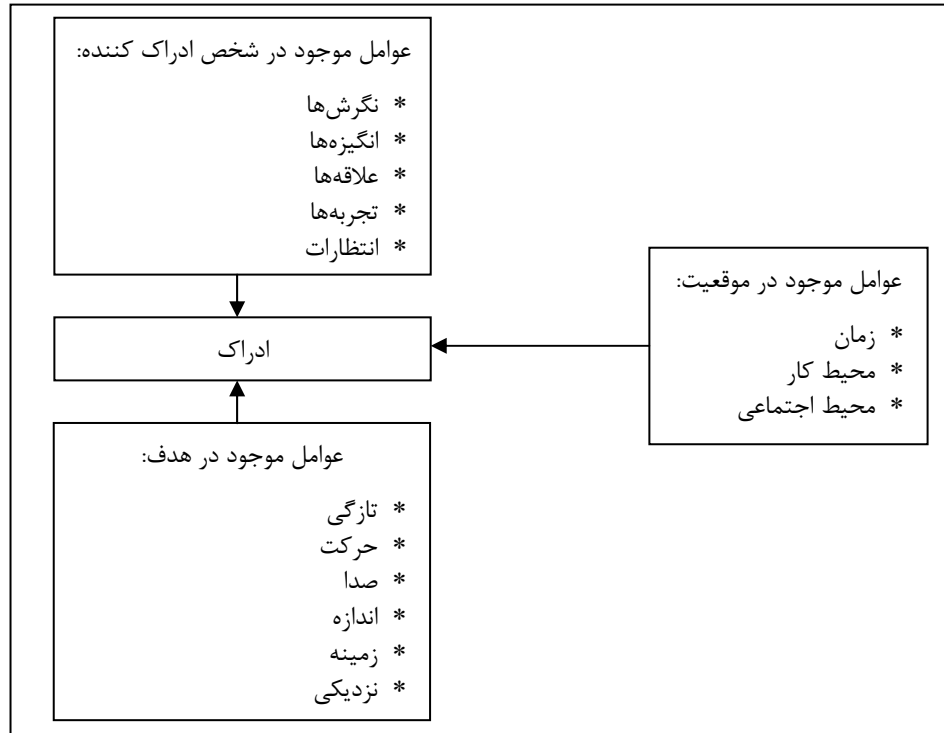 عوامل موجود در شخص ادراک کننده:
* نگرش‌ها
* انگیزه‌ها
* علاقه‌ها
* تجربه‌ها
* انتظارات
عوامل موجود در موقعیت:
* زمان
* محیط کار
* محیط اجتماعی
ادراک
عوامل موجود در هدف:
* تازگی
* حرکت
* صدا
* اندازه
* زمینه
* نزدیکی